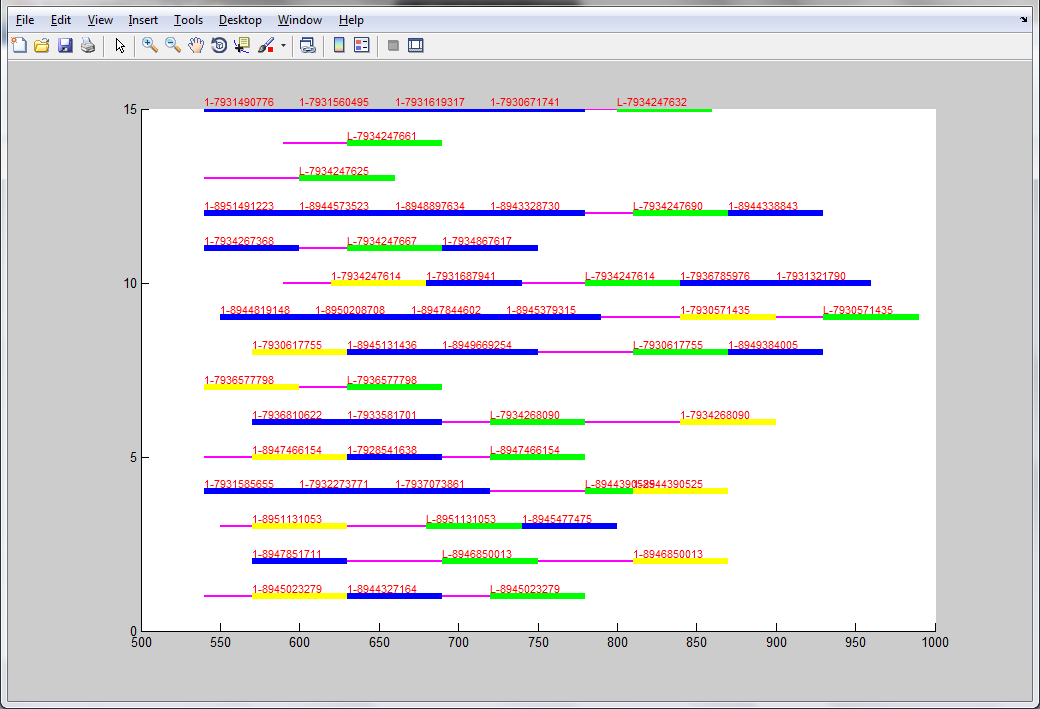 File Edit View Insert Tools Desktop Window Help
15
1-7931490776 1-7931560495 1-7931619317 1-7930671741 L-7934247632
L-7934247661
L-7934247625
1-8951491223 1-8944573523 1-8948897634 1-8943328730 L-7934247690 1-8944338843
1-7934267368 L-7934247667 1-7934867617
10
1-7934247614 1-7931687941 L-7934247614 1-7936785976 1-7931321790
1-8944819148 1-8950208708 1-8947844602 1-8945379315 1-7930571435 L-7930571435
1-7930617755 1-8945131436 1-8949669254 L-7930617755 1-8949384005
1-7936577798 L-7936577798
1-7936810622 1-7933581701 L-7934268090 1-7934268090
5
1-8947466154 1-7928541638 L-8947466154
1-7931585655 1-7932273771 1-7937073861 L-8944390525 1-8944390525
1-8951131053 L-8951131053 1-8945477475
1-8947851711 L-8946850013 1-8946850013
1-8945023279 1-8944327164 L-8945023279
0
500 550 600 650 700 750 800 850 900 950 1000